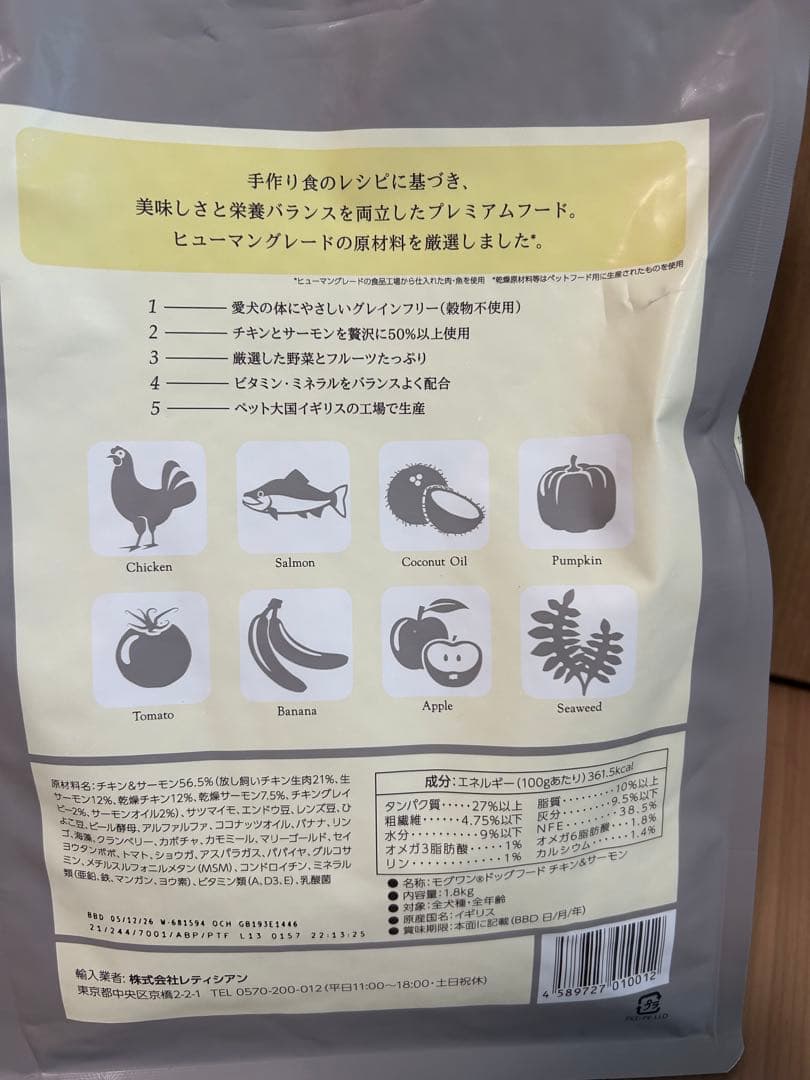 手作り食のレシピに基づき、
美味しさと栄養バランスを両立したプレミアムフード。
ヒューマングレードの原材料を厳選しました*。
*ヒューマングレードの食品工場から仕入れた肉・魚を使用 *乾燥原材料等はペットフード用に生産されたものを使用
1 愛犬の体にやさしいグレインフリー(穀物不使用)
2 チキンとサーモンを贅沢に50%以上使用
3 厳選した野菜とフルーツたっぷり
4 ビタミン・ミネラルをバランスよく配合
5 ペット大国イギリスの工場で生産
Chicken Salmon Coconut Oil Pumpkin
Tomato Banana Apple Seaweed
原材料名:チキン&サーモン56.5%(放し飼いチキン生肉21%、生
サーモン12%、乾燥チキン12%、乾燥サーモン7.5%、チキングレイ
ビー2%、サーモンオイル2%)、サツマイモ、エンドウ豆、レンズ豆、ひ
よこ豆、ビール酵母、アルファルファ、ココナッツオイル、バナナ、リン
ゴ、海藻、クランベリー、カボチャ、カモミール、マリーゴールド、セイ
ヨウタンポポ、トマト、ショウガ、アスパラガス、パパイヤ、グルコサ
ミン、メチルスルフォニルメタン(MSM)、コンドロイチン、ミネラル
類(亜鉛、鉄、マンガン、ヨウ素)、ビタミン類(A、D3、E)、乳酸菌
BBD 05/12/26 W-681594 OCH GB193E1446
21/244/7001/ABP/PTF L13 0157 22:13:25
成分:エネルギー(100gあたり)361.5kcal
タンパク質・・・・・27%以上 脂質・・・・・・・・10%以上
粗繊維・・・・・4.75%以下 灰分・・・・・・・9.5%以下
水分・・・・・・・・・9%以下 NFE・・・・・・・・38.5%
オメガ3脂肪酸・・・・1% オメガ6脂肪酸・・1.8%
リン・・・・・・・・・・・1% カルシウム・・・・1.4%
●名称:モグワン®ドッグフード チキン&サーモン
●内容量:1.8kg
●対象:全犬種・全年齢
●原産国名:イギリス
●賞味期限:本面に記載(BBD 日/月/年)
輸入業者:株式会社レティシアン
東京都中央区京橋2-2-1 TEL 0570-200-012(平日11:00〜18:00・土日祝休)
4 589727 010012
プラ